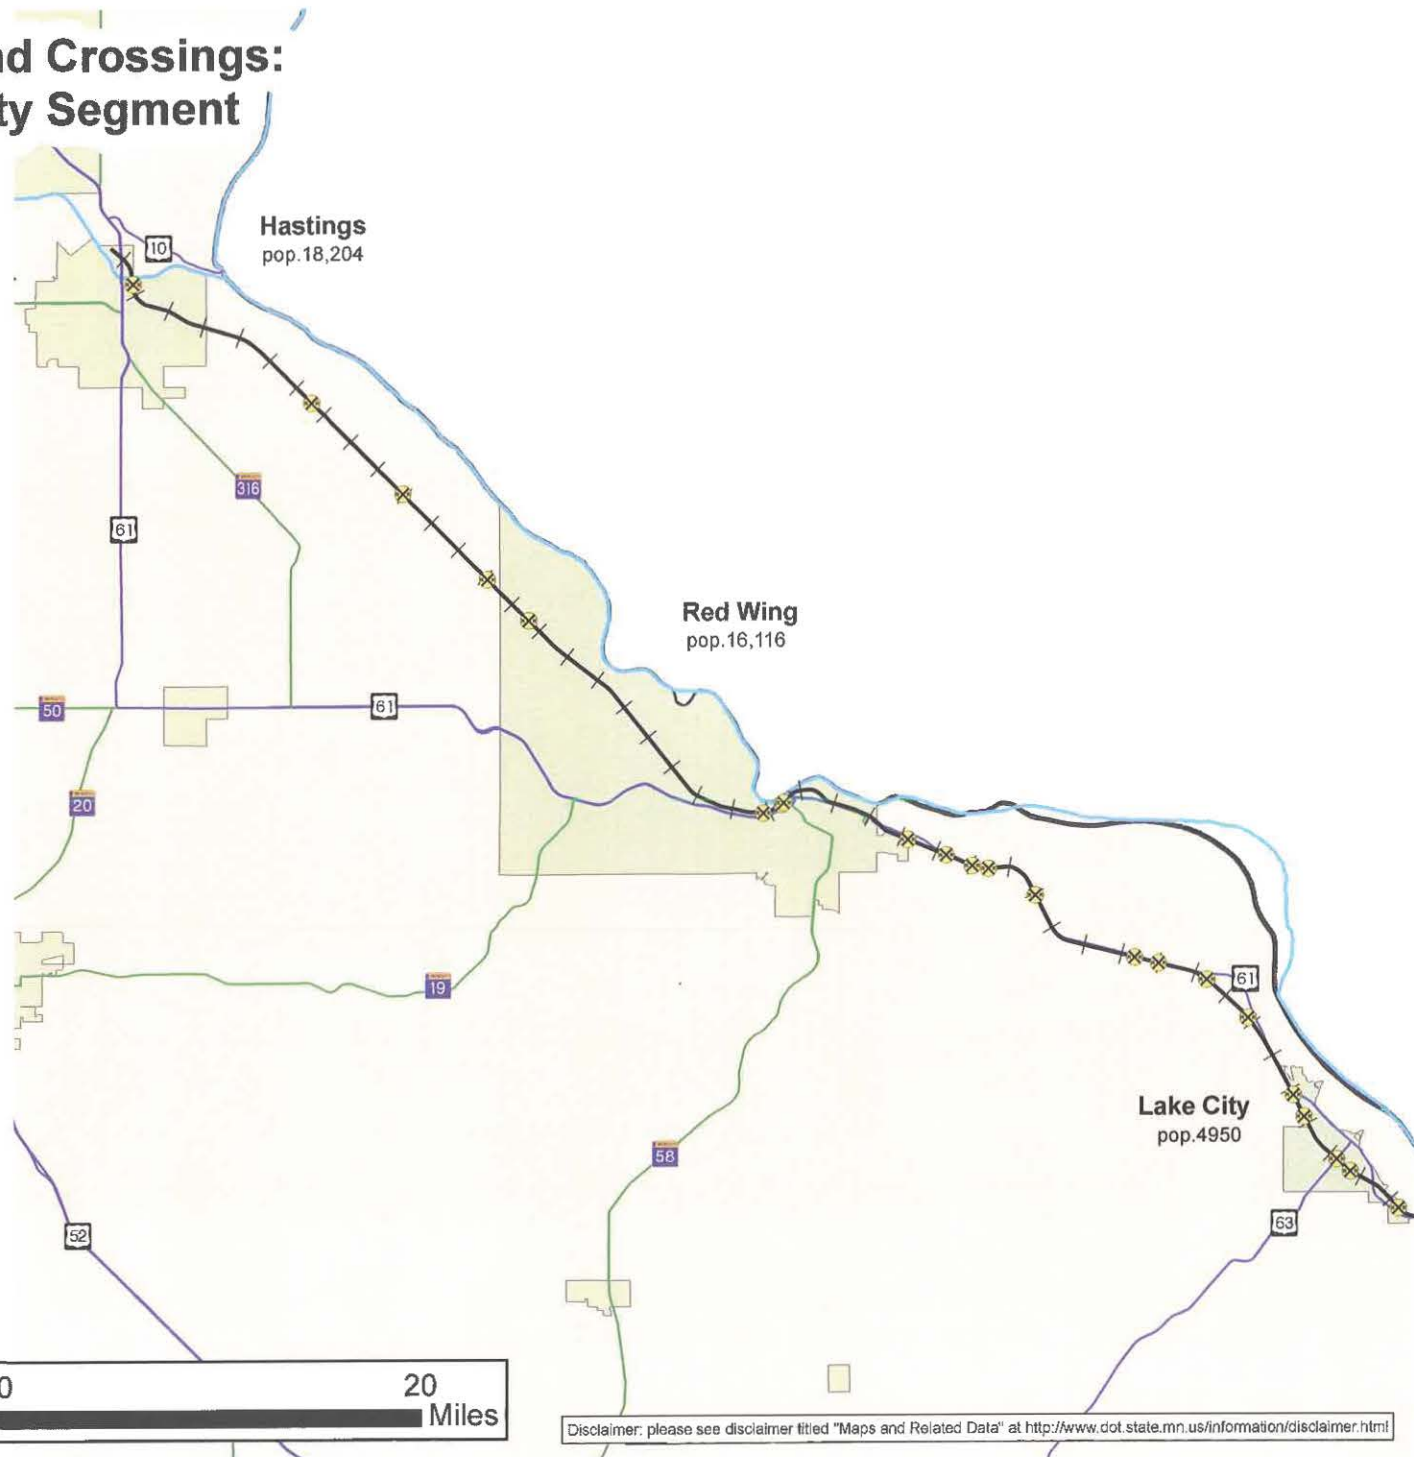 nd Crossings:
ty Segment
Hastings
pop.18,204
10
316
61
Red Wing
pop.16,116
50
61
20
19
61
Lake City
pop.4950
58
52
63
0
20
Miles
Disclaimer: please see disclaimer titled "Maps and Related Data" at http://www.dot.state.mn.us/information/disclaimer.html